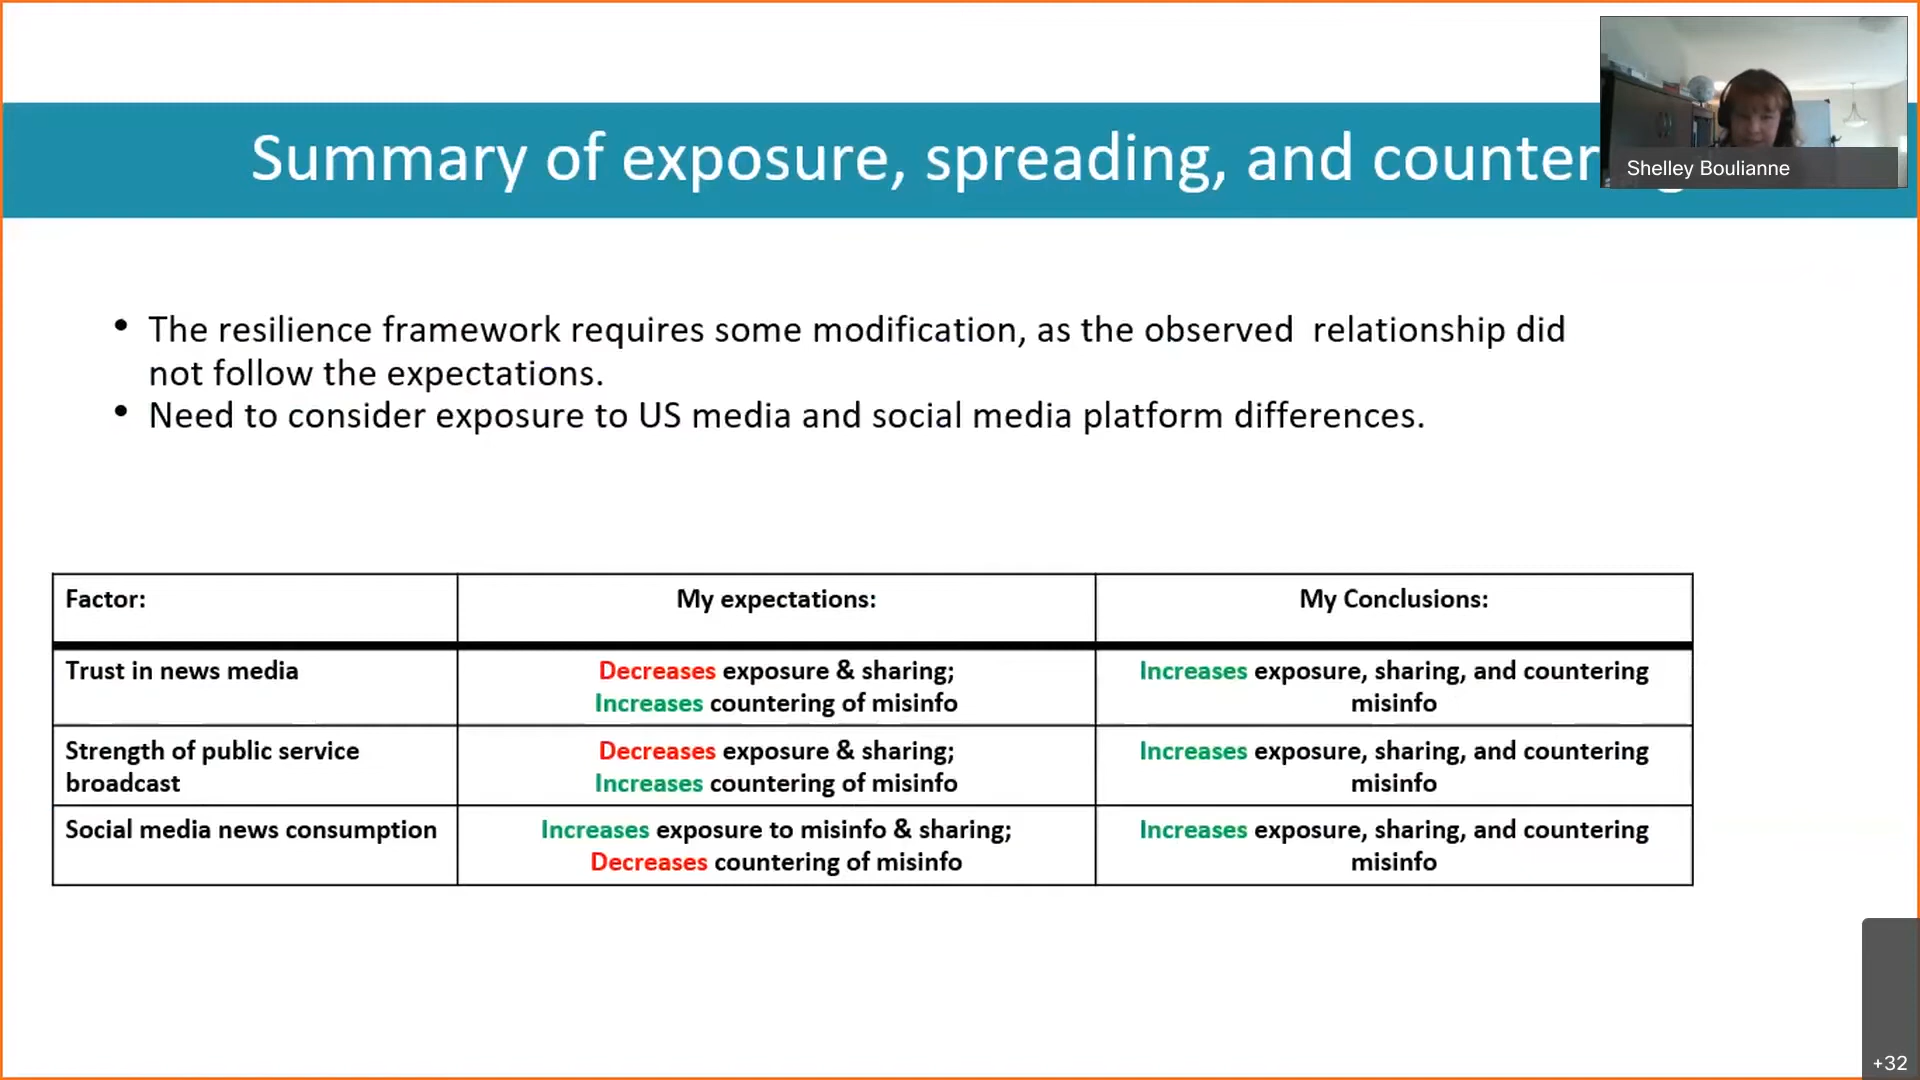 Summary of exposure, spreading, and counter
Shelley Boulianne
• The resilience framework requires some modification, as the observed relationship did
not follow the expectations.
• Need to consider exposure to US media and social media platform differences.
Factor:
My expectations:
My Conclusions:
Trust in news media
Decreases exposure & sharing;
Increases countering of misinfo
Increases exposure, sharing, and countering
misinfo
Strength of public service
broadcast
Decreases exposure & sharing;
Increases countering of misinfo
Increases exposure, sharing, and countering
misinfo
Social media news consumption
Increases exposure to misinfo & sharing;
Decreases countering of misinfo
Increases exposure, sharing, and countering
misinfo
+32